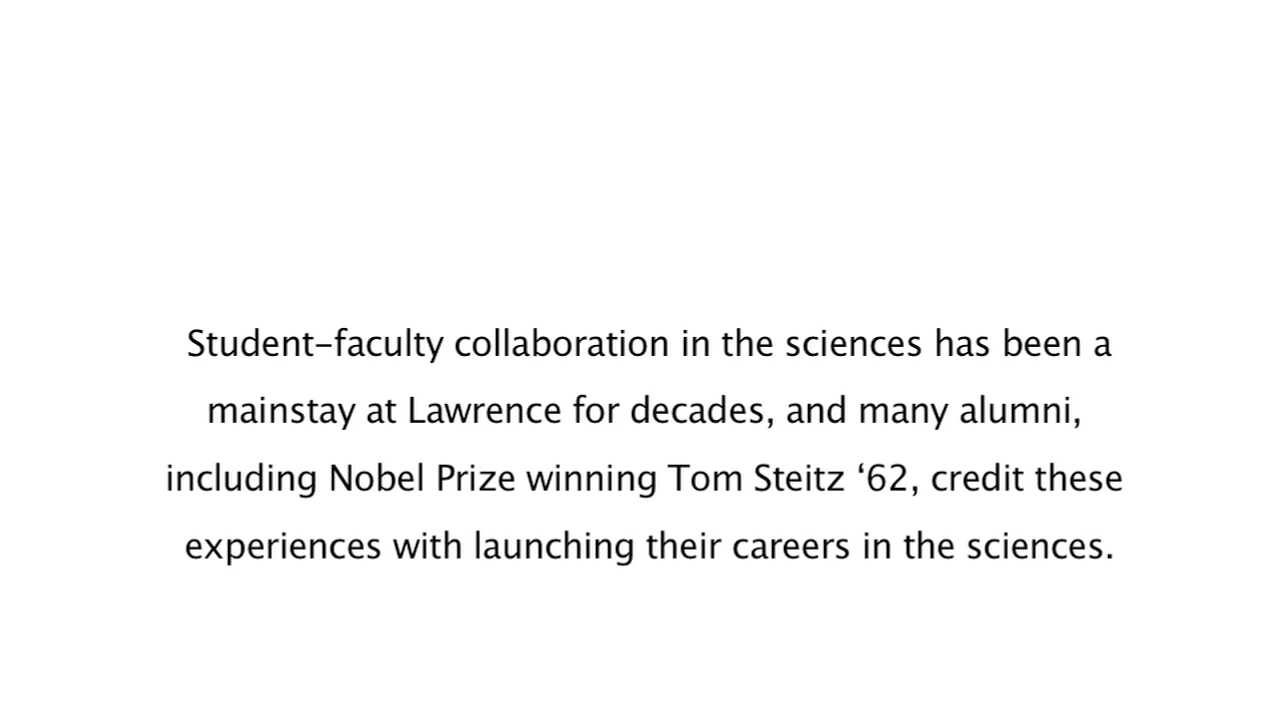 Student–faculty collaboration in the sciences has been a
mainstay at Lawrence for decades, and many alumni,
including Nobel Prize winning Tom Steitz ‘62, credit these
experiences with launching their careers in the sciences.